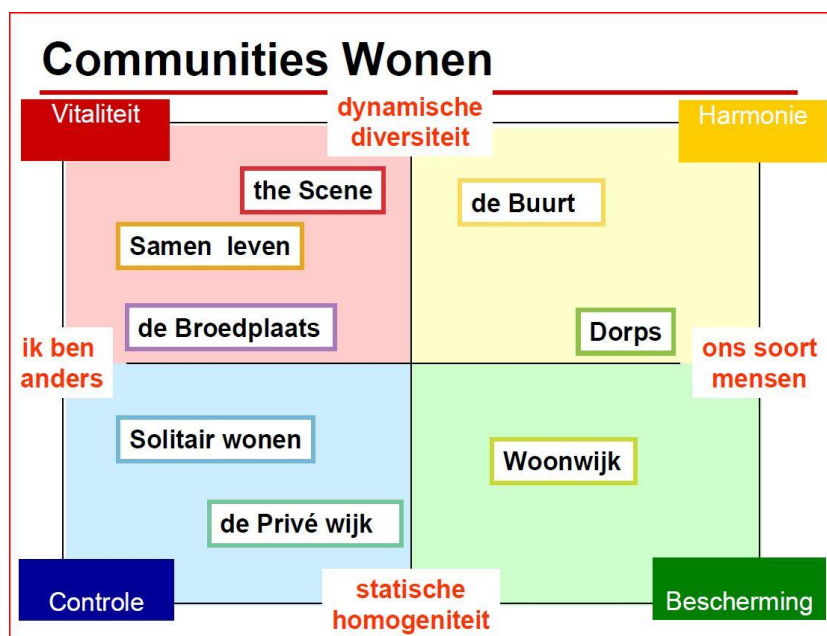 Communities Wonen
Vitaliteit
dynamische
diversiteit
Harmonie
the Scene
de Buurt
Samen leven
de Broedplaats
Dorps
ik ben
anders
ons soort
mensen
Solitair wonen
Woonwijk
de Privé wijk
Controle
statische
homogeniteit
Bescherming